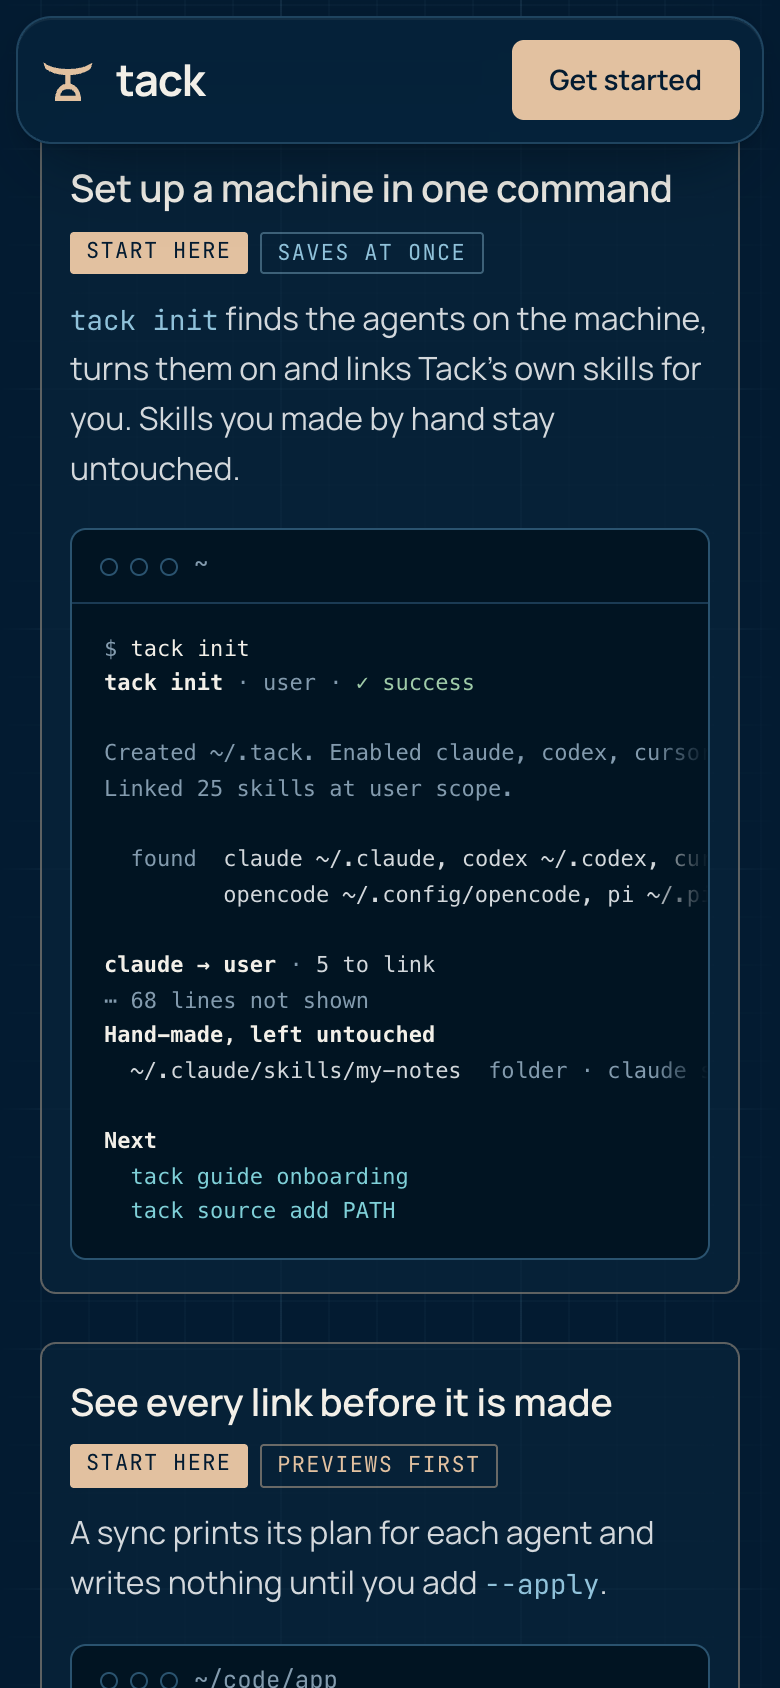 tack
Get started
Set up a machine in one command
START HERE
SAVES AT ONCE
tack init finds the agents on the machine,
turns them on and links Tack’s own skills for
you. Skills you made by hand stay
untouched.
~
$ tack init
tack init · user · ✓ success
Created ~/.tack. Enabled claude, codex, cursor
Linked 25 skills at user scope.
found claude ~/.claude, codex ~/.codex, cu
opencode ~/.config/opencode, pi ~/.p
claude → user · 5 to link
⋯ 68 lines not shown
Hand-made, left untouched
~/.claude/skills/my-notes folder · claude
Next
tack guide onboarding
tack source add PATH
See every link before it is made
START HERE
PREVIEWS FIRST
A sync prints its plan for each agent and
writes nothing until you add --apply.
~/code/app